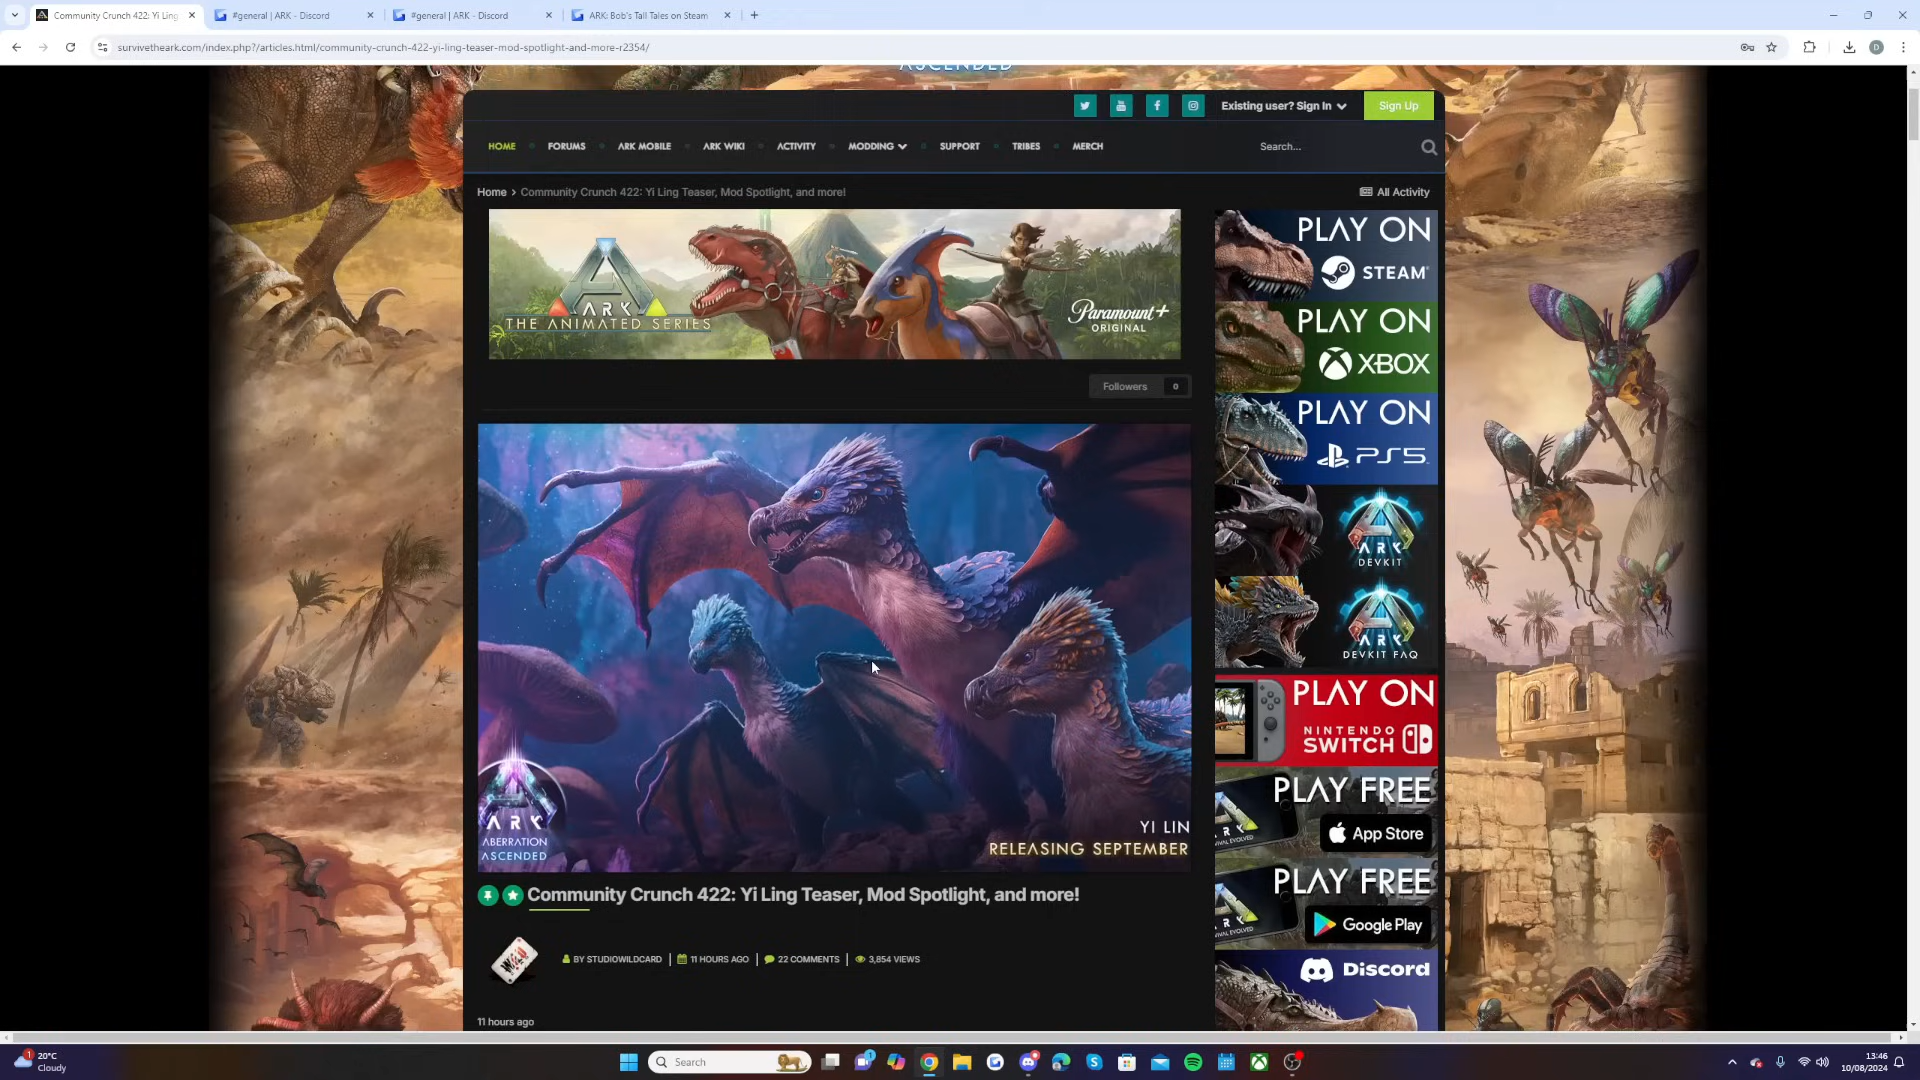 Community Crunch 422: Yi Ling
#general | ARK - Discord
#general | ARK - Discord
ARK: Bob's Tall Tales on Steam
survivetheark.com/index.php?/articles.html/community-crunch-422-yi-ling-teaser-mod-spotlight-and-more-r2354/
D
ASCENDED
Existing user? Sign In
Sign Up
HOME
FORUMS
ARK MOBILE
ARK WIKI
ACTIVITY
MODDING
SUPPORT
TRIBES
MERCH
Search...
Home > Community Crunch 422: Yi Ling Teaser, Mod Spotlight, and more!
All Activity
ARK
THE ANIMATED SERIES
Paramount+
ORIGINAL
Followers 0
PLAY ON
STEAM
PLAY ON
XBOX
PLAY ON
PS5
ARK
DEVKIT
ARK
DEVKIT FAQ
PLAY ON
NINTENDO
SWITCH
PLAY FREE
App Store
PLAY FREE
Google Play
Discord
ARK
ABERRATION
ASCENDED
YI LIN
RELEASING SEPTEMBER
Community Crunch 422: Yi Ling Teaser, Mod Spotlight, and more!
BY STUDIOWILDCARD | 11 HOURS AGO | 22 COMMENTS | 3,854 VIEWS
11 hours ago
1
20°C
Cloudy
Search
1
13:46
10/08/2024